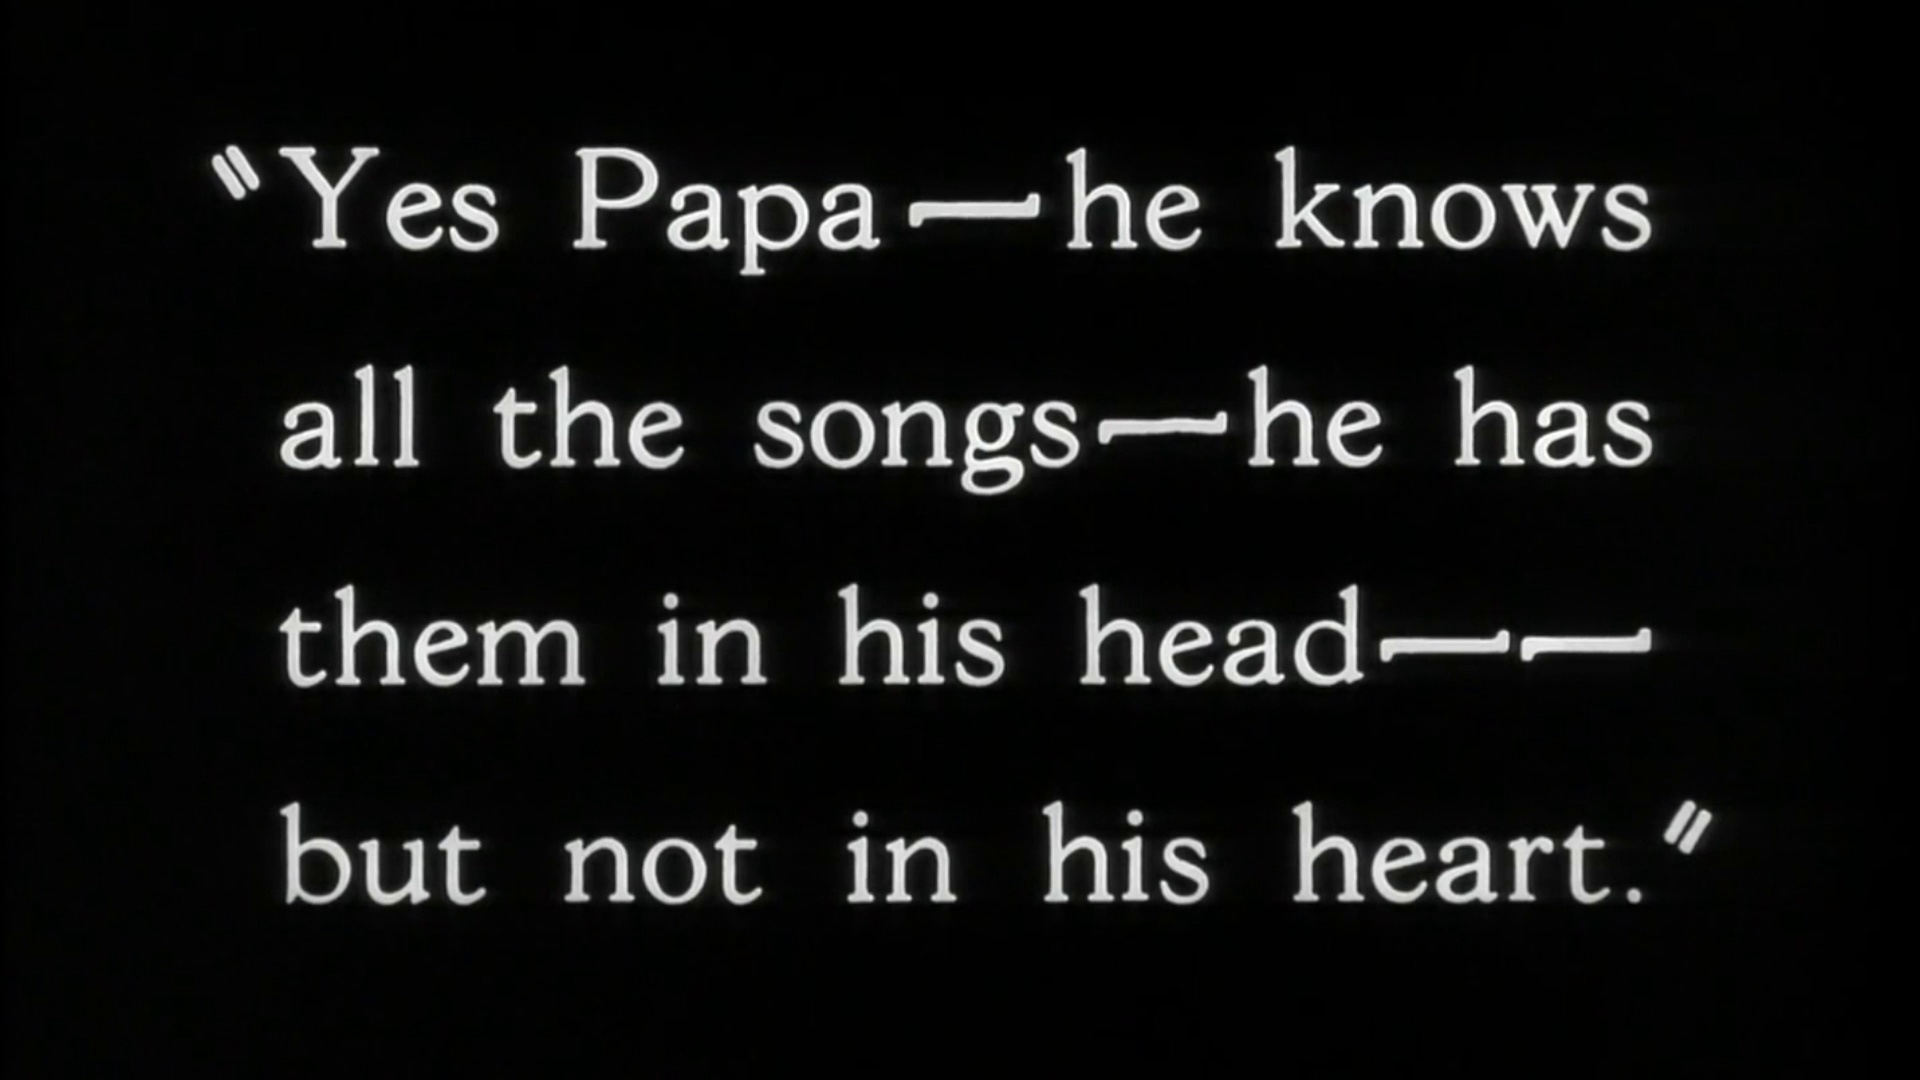 "Yes Papa—he knows
all the songs—he has
them in his head——
but not in his heart."